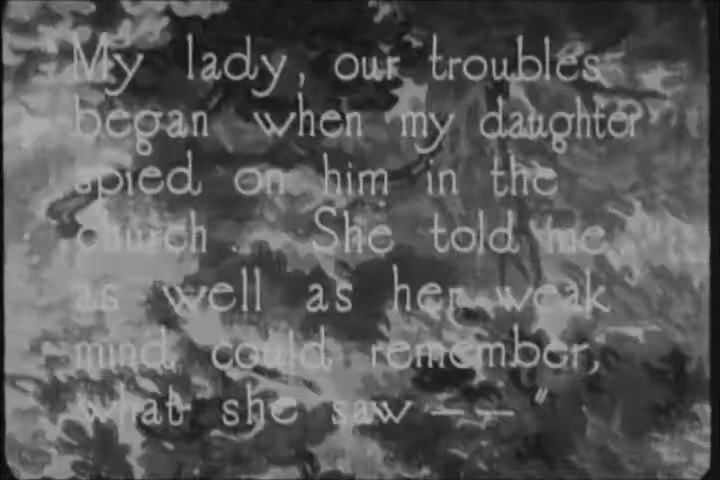 My lady, our troubles
began when my daughter
spied on him in the
church. She told me
as well as her weak
mind could remember,
what she saw — — "